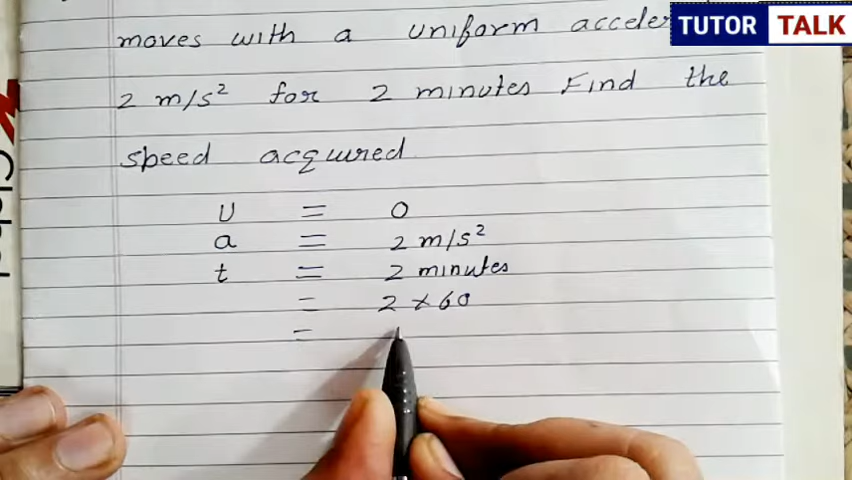 TUTOR TALK
moves with a uniform acceler
2 m/s² for 2 minutes Find the
speed acqured
U = 0
a = 2 m/s²
t = 2 minutes
= 2 × 60
=